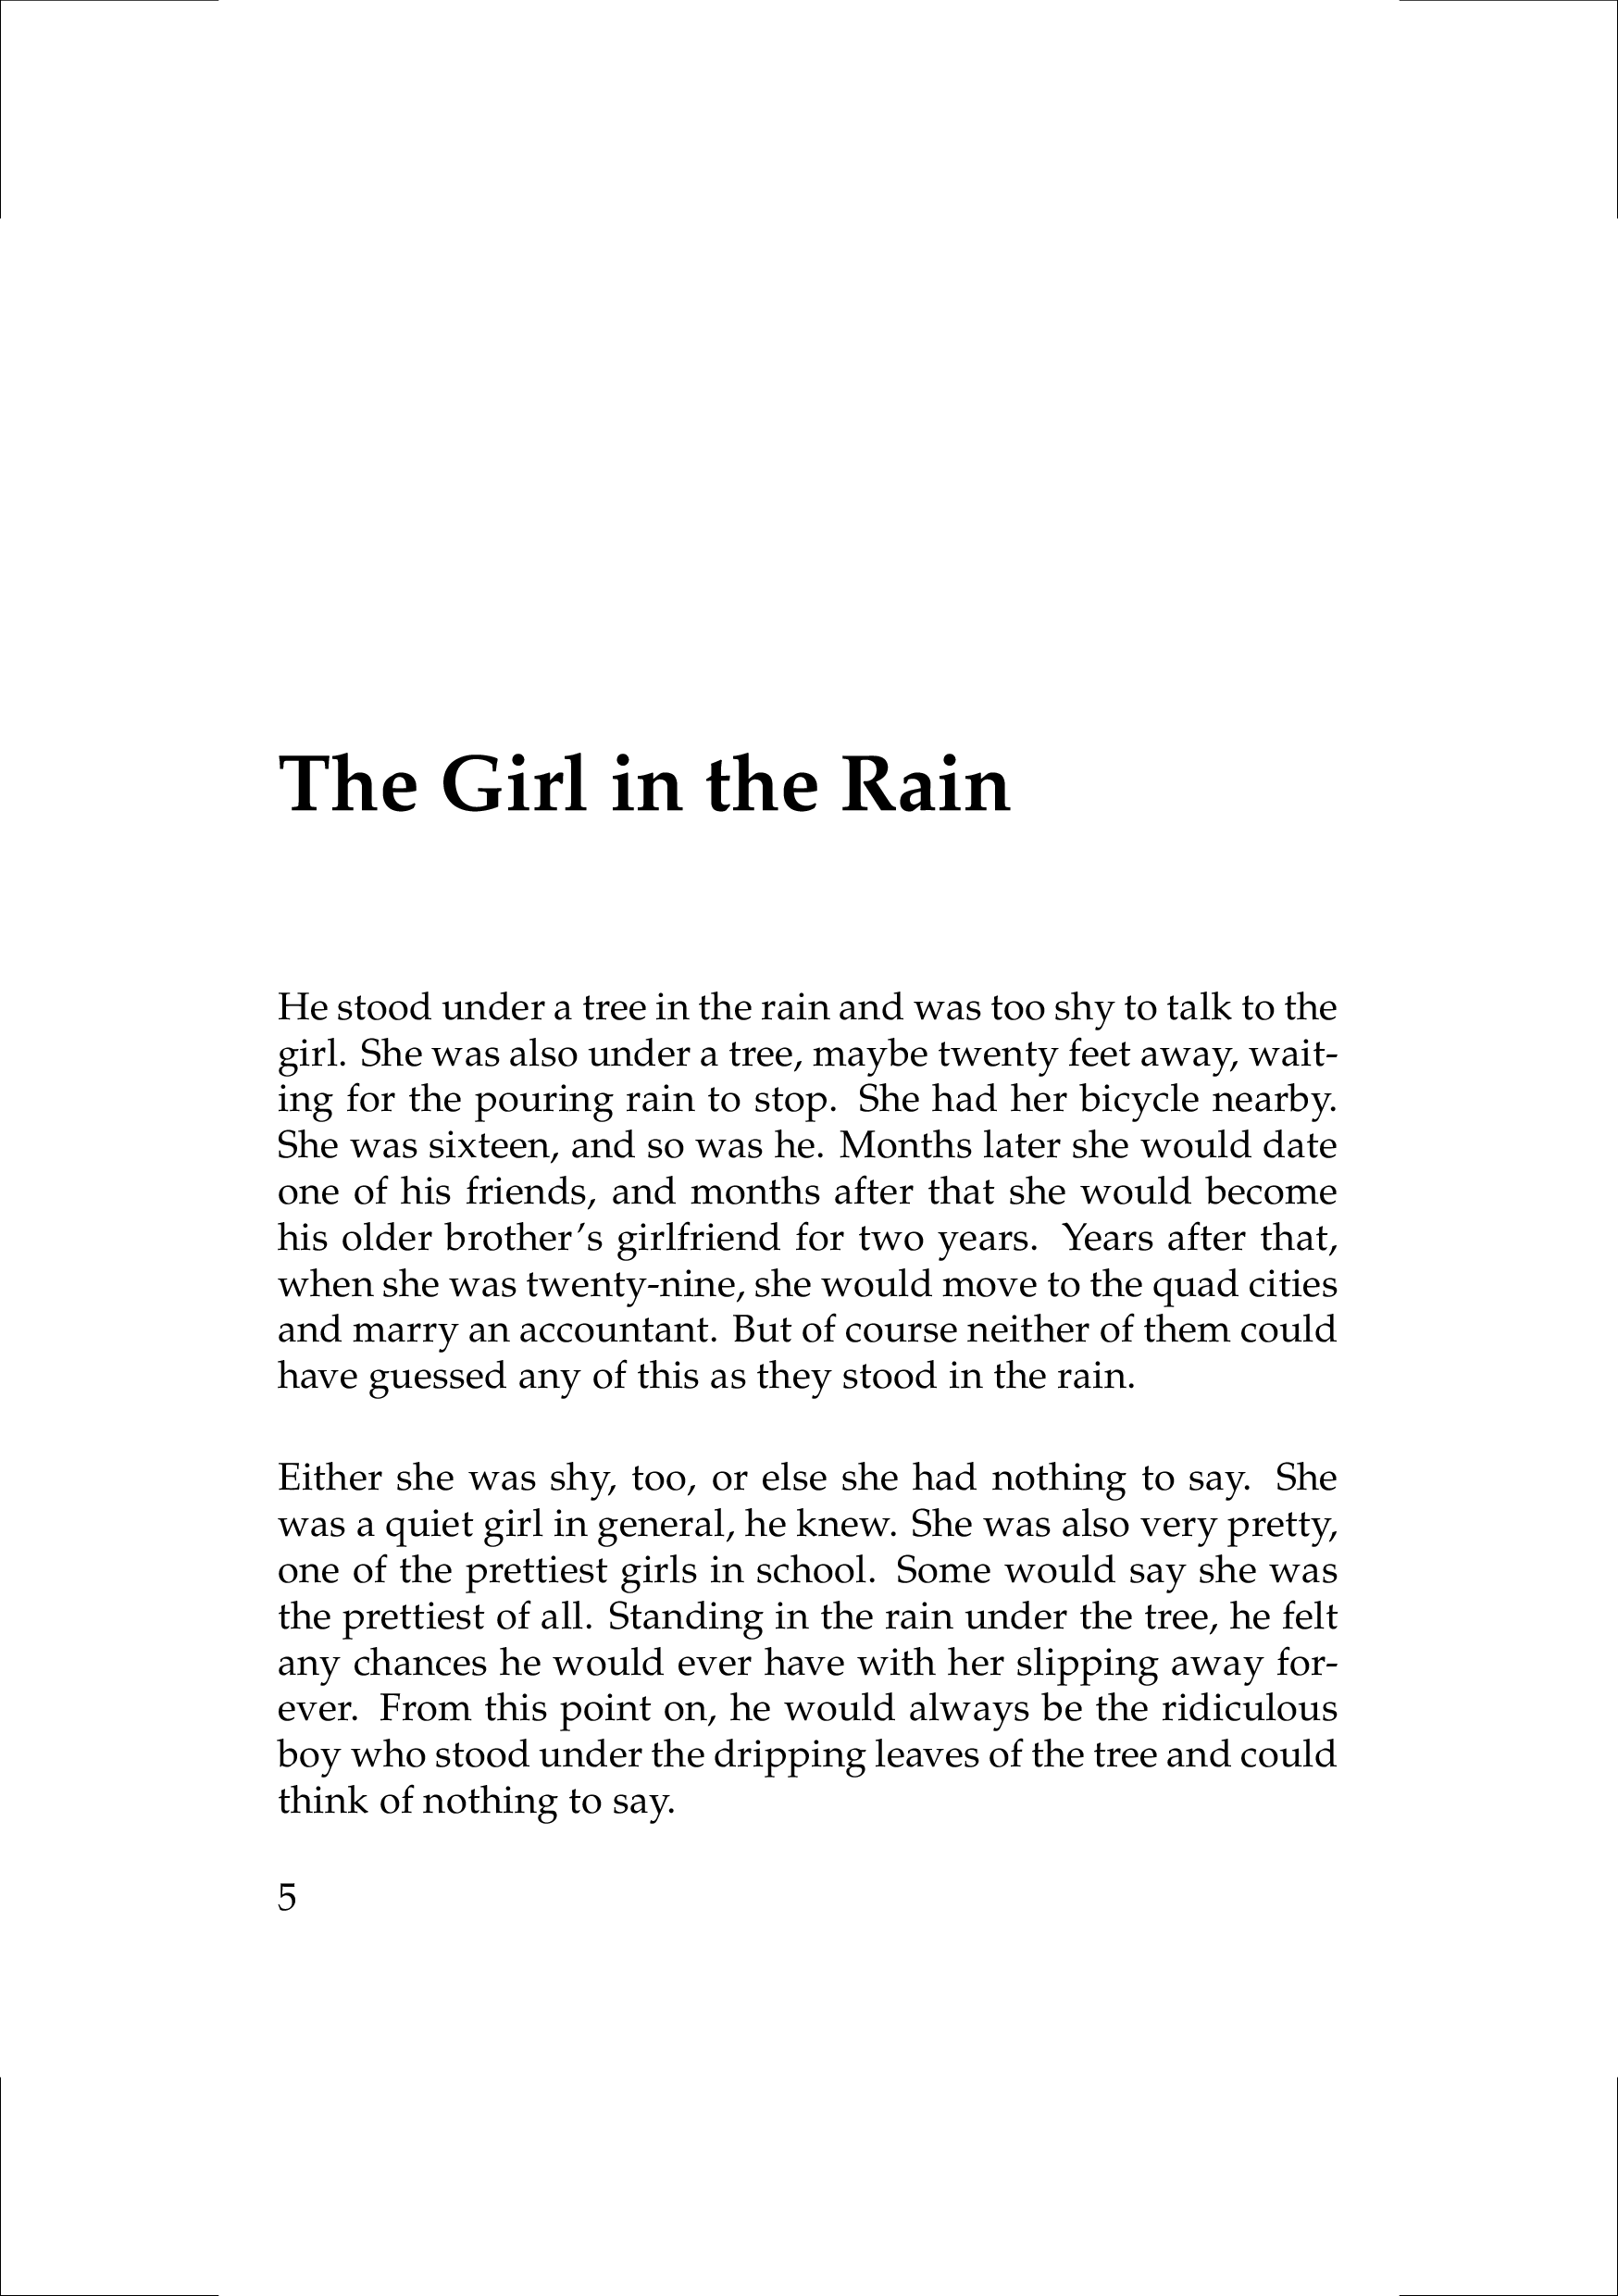 The Girl in the Rain
He stood under a tree in the rain and was too shy to talk to the
girl. She was also under a tree, maybe twenty feet away, wait-
ing for the pouring rain to stop. She had her bicycle nearby.
She was sixteen, and so was he. Months later she would date
one of his friends, and months after that she would become
his older brother’s girlfriend for two years. Years after that,
when she was twenty-nine, she would move to the quad cities
and marry an accountant. But of course neither of them could
have guessed any of this as they stood in the rain.
Either she was shy, too, or else she had nothing to say. She
was a quiet girl in general, he knew. She was also very pretty,
one of the prettiest girls in school. Some would say she was
the prettiest of all. Standing in the rain under the tree, he felt
any chances he would ever have with her slipping away for-
ever. From this point on, he would always be the ridiculous
boy who stood under the dripping leaves of the tree and could
think of nothing to say.
5